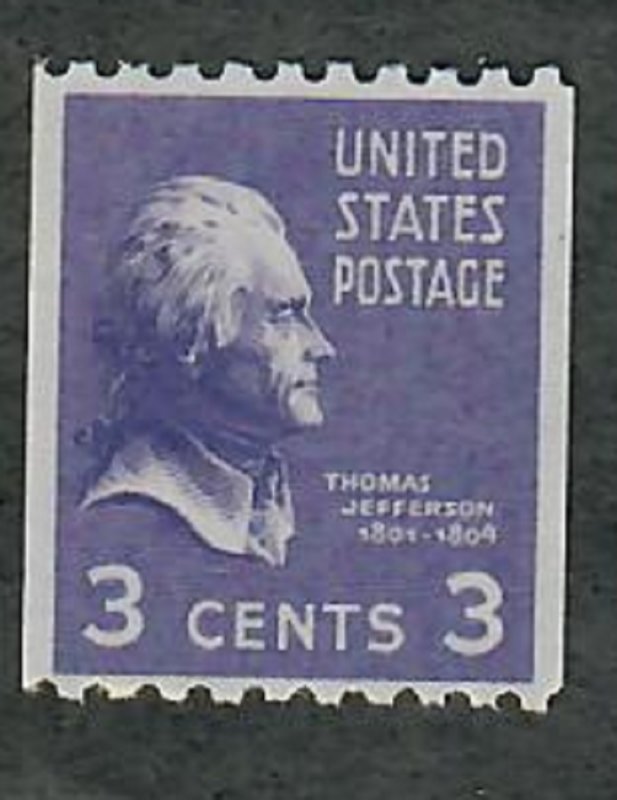 UNITED
STATES
POSTAGE
THOMAS
JEFFERSON
1801-1809
3 CENTS 3